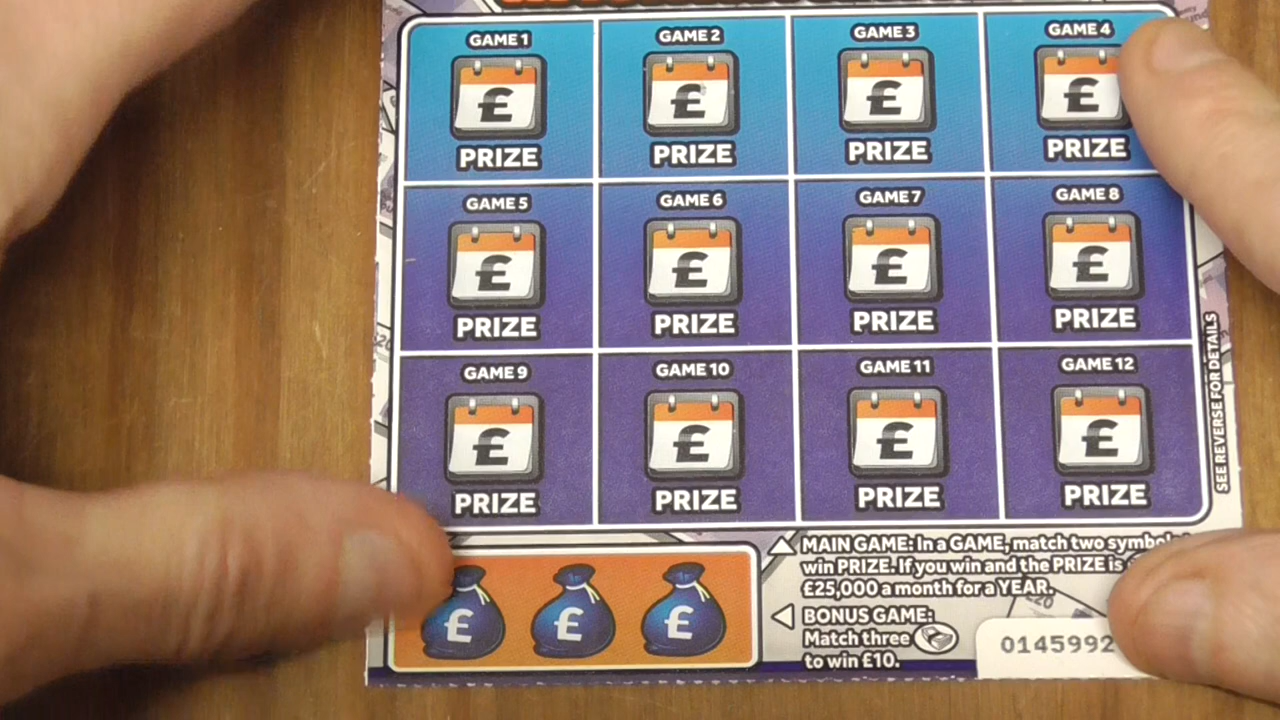 GAME 1 GAME 2 GAME 3 GAME 4
£ £ £ £
PRIZE PRIZE PRIZE PRIZE
GAME 5 GAME 6 GAME 7 GAME 8
£ £ £ £
PRIZE PRIZE PRIZE PRIZE
GAME 9 GAME 10 GAME 11 GAME 12
£ £ £ £
PRIZE PRIZE PRIZE PRIZE
SEE REVERSE FOR DETAILS
£ £ £
MAIN GAME: In a GAME, match two
win PRIZE. If you win and the PRIZE is
£25,000 a month for a YEAR.
BONUS GAME:
Match three
to win £10.
£20
0145992